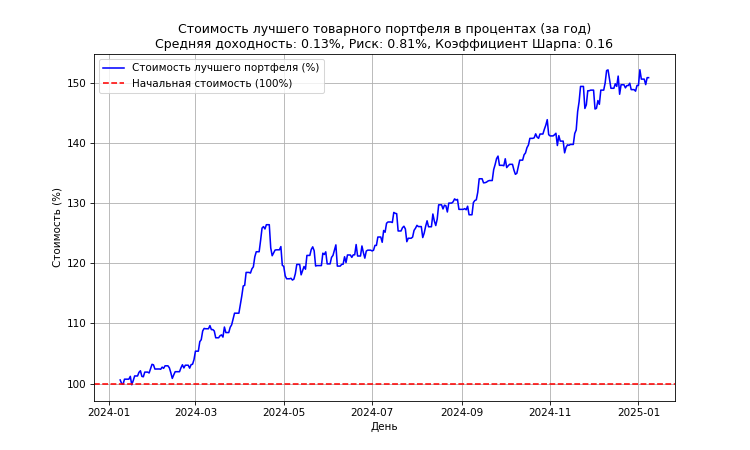 Стоимость лучшего товарного портфеля в процентах (за год)
Средняя доходность: 0.13%, Риск: 0.81%, Коэффициент Шарпа: 0.16
Стоимость лучшего портфеля (%)
Начальная стоимость (100%)
Стоимость (%)
150
140
130
120
110
100
2024-01
2024-03
2024-05
2024-07
2024-09
2024-11
2025-01
День